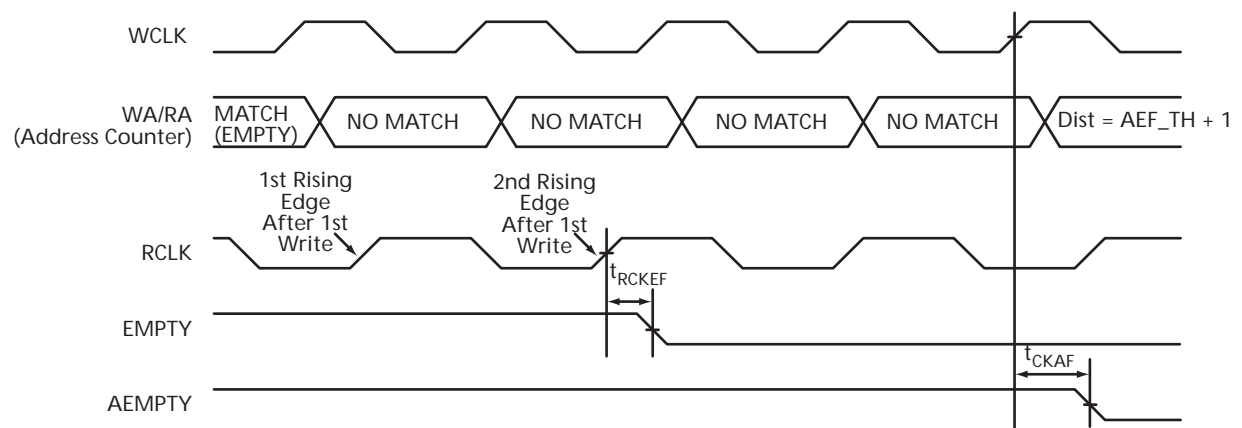 WCLK
WA/RA
(Address Counter)
MATCH
(EMPTY)
NO MATCH
NO MATCH
NO MATCH
NO MATCH
Dist = AEF_TH + 1
1st Rising
Edge
After 1st
Write
2nd Rising
Edge
After 1st
Write
RCLK
tRCKEF
EMPTY
tCKAF
AEMPTY